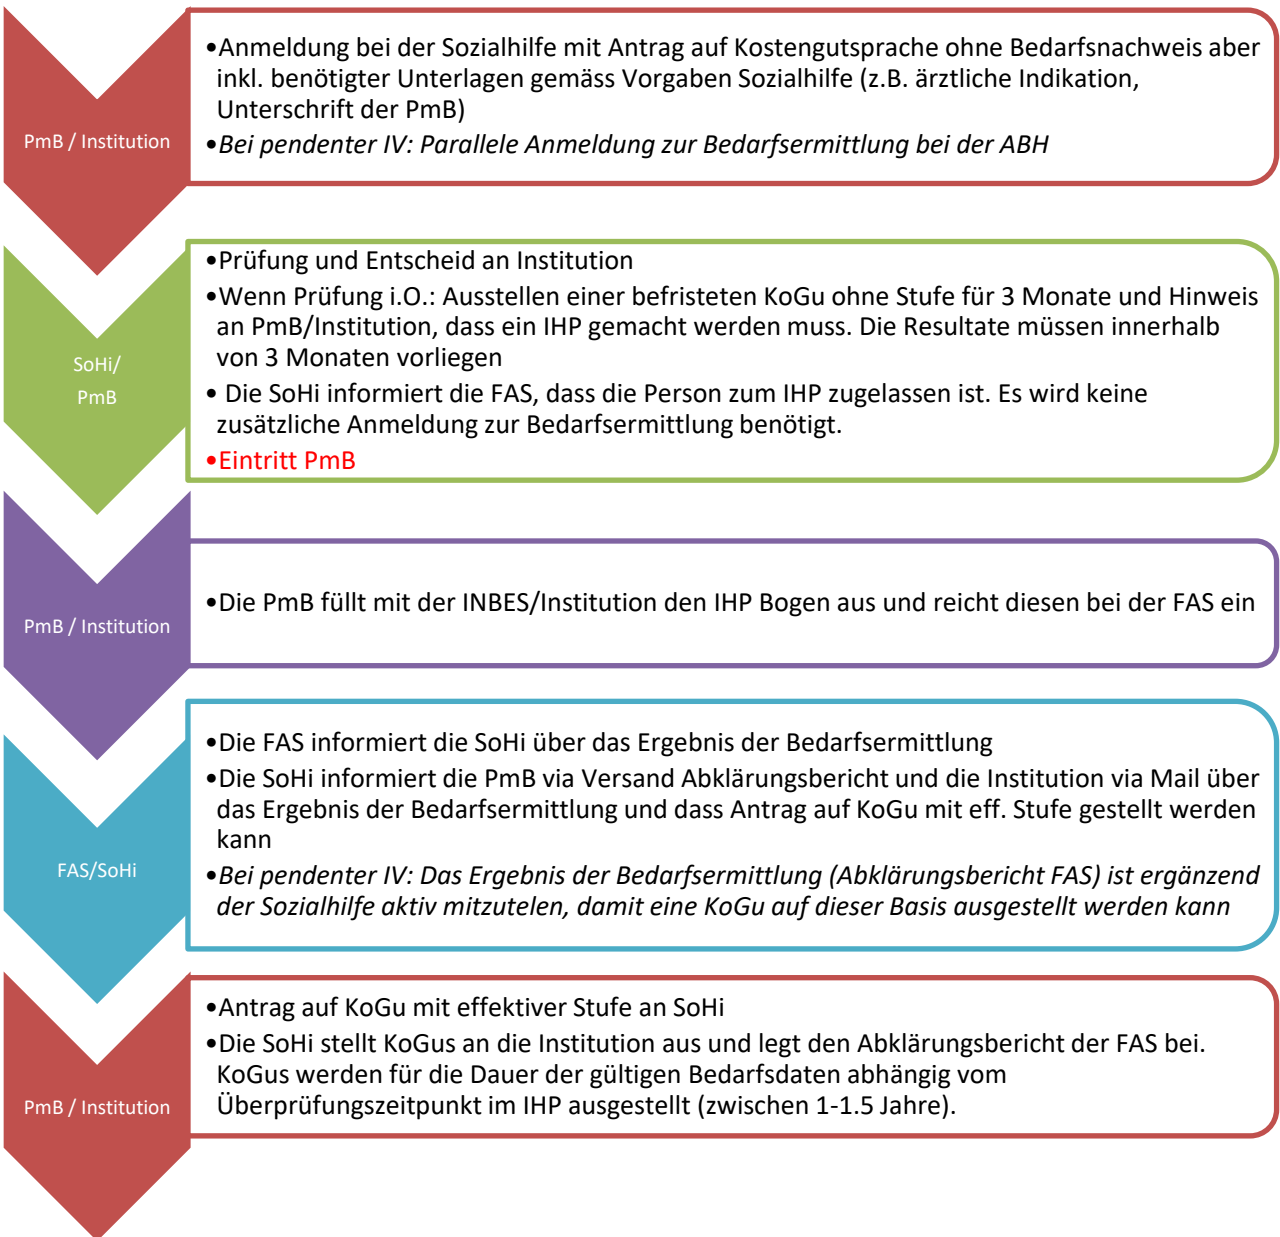 PmB / Institution
•Anmeldung bei der Sozialhilfe mit Antrag auf Kostengutsprache ohne Bedarfsnachweis aber
inkl. benötigter Unterlagen gemäss Vorgaben Sozialhilfe (z.B. ärztliche Indikation,
Unterschrift der PmB)
•Bei pendenter IV: Parallele Anmeldung zur Bedarfsermittlung bei der ABH
SoHi/
PmB
•Prüfung und Entscheid an Institution
•Wenn Prüfung i.O.: Ausstellen einer befristeten KoGu ohne Stufe für 3 Monate und Hinweis
an PmB/Institution, dass ein IHP gemacht werden muss. Die Resultate müssen innerhalb
von 3 Monaten vorliegen
• Die SoHi informiert die FAS, dass die Person zum IHP zugelassen ist. Es wird keine
zusätzliche Anmeldung zur Bedarfsermittlung benötigt.
•Eintritt PmB
PmB / Institution
•Die PmB füllt mit der INBES/Institution den IHP Bogen aus und reicht diesen bei der FAS ein
FAS/SoHi
•Die FAS informiert die SoHi über das Ergebnis der Bedarfsermittlung
•Die SoHi informiert die PmB via Versand Abklärungsbericht und die Institution via Mail über
das Ergebnis der Bedarfsermittlung und dass Antrag auf KoGu mit eff. Stufe gestellt werden
kann
•Bei pendenter IV: Das Ergebnis der Bedarfsermittlung (Abklärungsbericht FAS) ist ergänzend
der Sozialhilfe aktiv mitzutelen, damit eine KoGu auf dieser Basis ausgestellt werden kann
PmB / Institution
•Antrag auf KoGu mit effektiver Stufe an SoHi
•Die SoHi stellt KoGus an die Institution aus und legt den Abklärungsbericht der FAS bei.
KoGus werden für die Dauer der gültigen Bedarfsdaten abhängig vom
Überprüfungszeitpunkt im IHP ausgestellt (zwischen 1-1.5 Jahre).